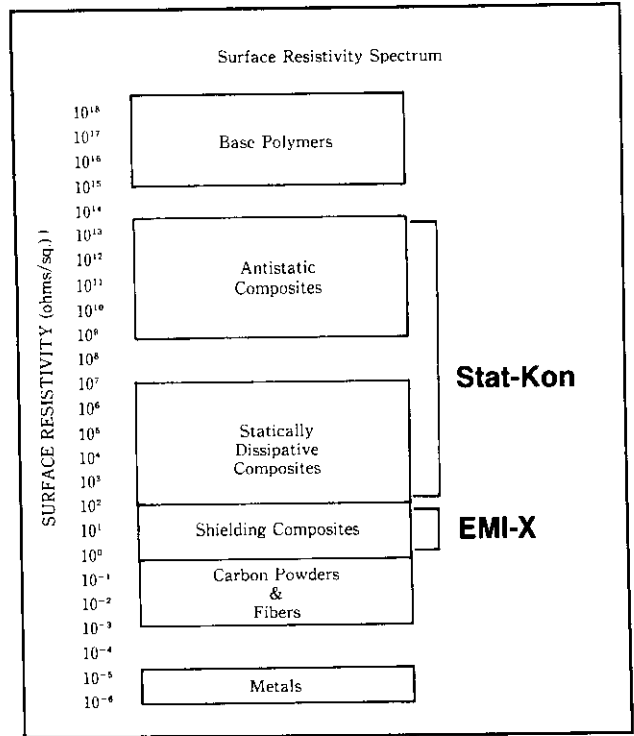 Surface Resistivity Spectrum
SURFACE RESISTIVITY (ohms/sq.)¹
10¹⁸
10¹⁷
10¹⁶
10¹⁵
10¹⁴
10¹³
10¹²
10¹¹
10¹⁰
10⁹
10⁸
10⁷
10⁶
10⁵
10⁴
10³
10²
10¹
10⁰
10⁻¹
10⁻²
10⁻³
10⁻⁴
10⁻⁵
10⁻⁶
Base Polymers
Antistatic
Composites
Statically
Dissipative
Composites
Shielding Composites
Carbon Powders
&
Fibers
Metals
Stat-Kon
EMI-X